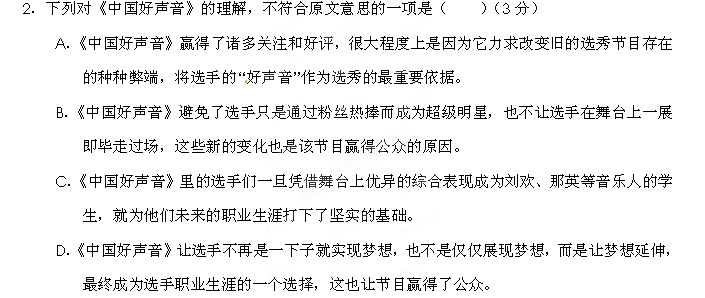 2. 下列对《中国好声音》的理解，不符合原文意思的一项是（　　）（3分）
A.《中国好声音》赢得了诸多关注和好评，很大程度上是因为它力求改变旧的选秀节目存在
的种种弊端，将选手的“好声音”作为选秀的最重要依据。
B.《中国好声音》避免了选手只是通过粉丝热捧而成为超级明星，也不让选手在舞台上一展
即毕走过场，这些新的变化也是该节目赢得公众的原因。
C.《中国好声音》里的选手们一旦凭借舞台上优异的综合表现成为刘欢、那英等音乐人的学
生，就为他们未来的职业生涯打下了坚实的基础。
D.《中国好声音》让选手不再是一下子就实现梦想，也不是仅仅展现梦想，而是让梦想延伸，
最终成为选手职业生涯的一个选择，这也让节目赢得了公众。